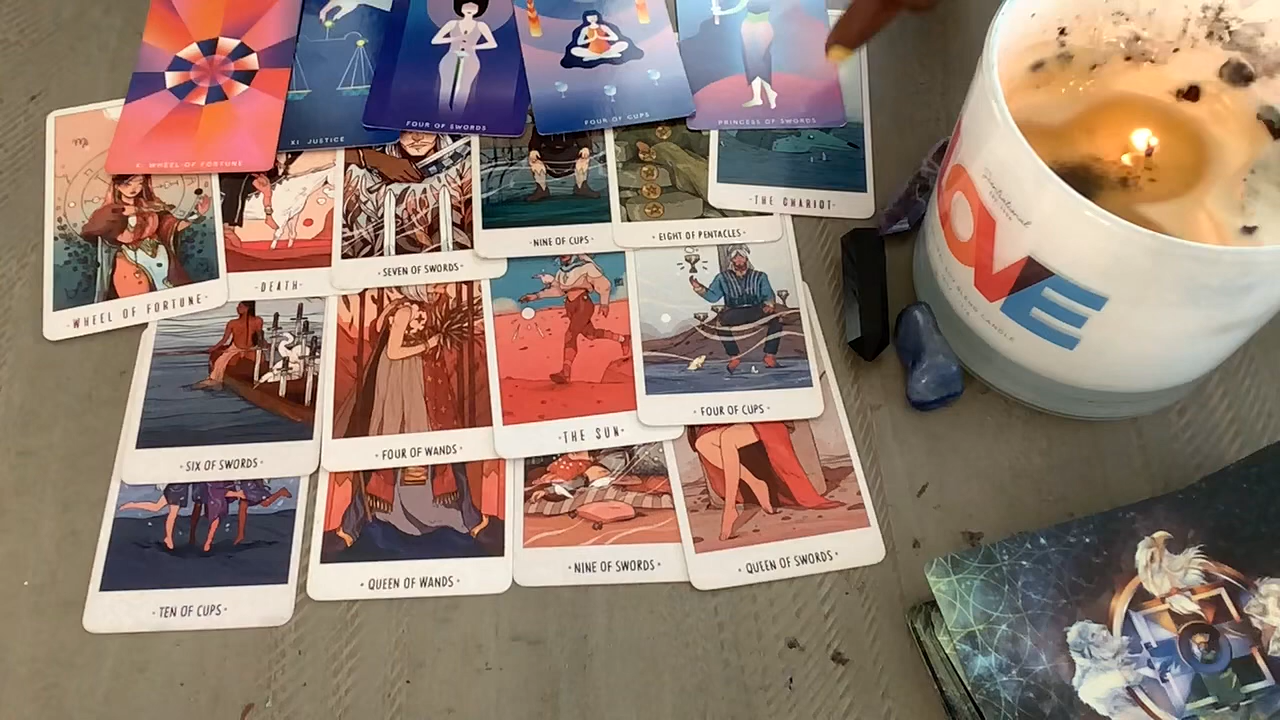 X · WHEEL OF FORTUNE
XI JUSTICE
FOUR OF SWORDS
FOUR OF CUPS
PRINCESS OF SWORDS
· WHEEL OF FORTUNE ·
· DEATH ·
· SEVEN OF SWORDS ·
· NINE OF CUPS ·
· EIGHT OF PENTACLES ·
· THE CHARIOT ·
· SIX OF SWORDS ·
· FOUR OF WANDS ·
· THE SUN ·
· FOUR OF CUPS ·
· TEN OF CUPS ·
· QUEEN OF WANDS ·
· NINE OF SWORDS ·
· QUEEN OF SWORDS ·
LOVE